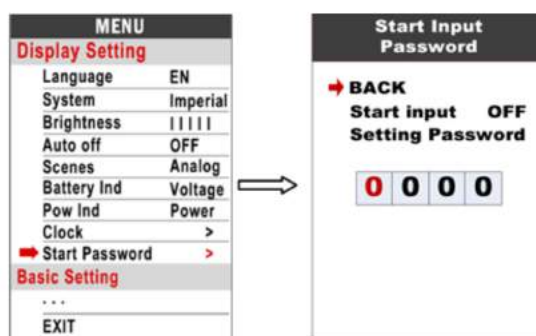 MENU
Display Setting
Language EN
System Imperial
Brightness | | | | |
Auto off OFF
Scenes Analog
Battery Ind Voltage
Pow Ind Power
Clock >
Start Password >
Basic Setting
...
EXIT
Start Input
Password
BACK
Start input OFF
Setting Password
0 0 0 0